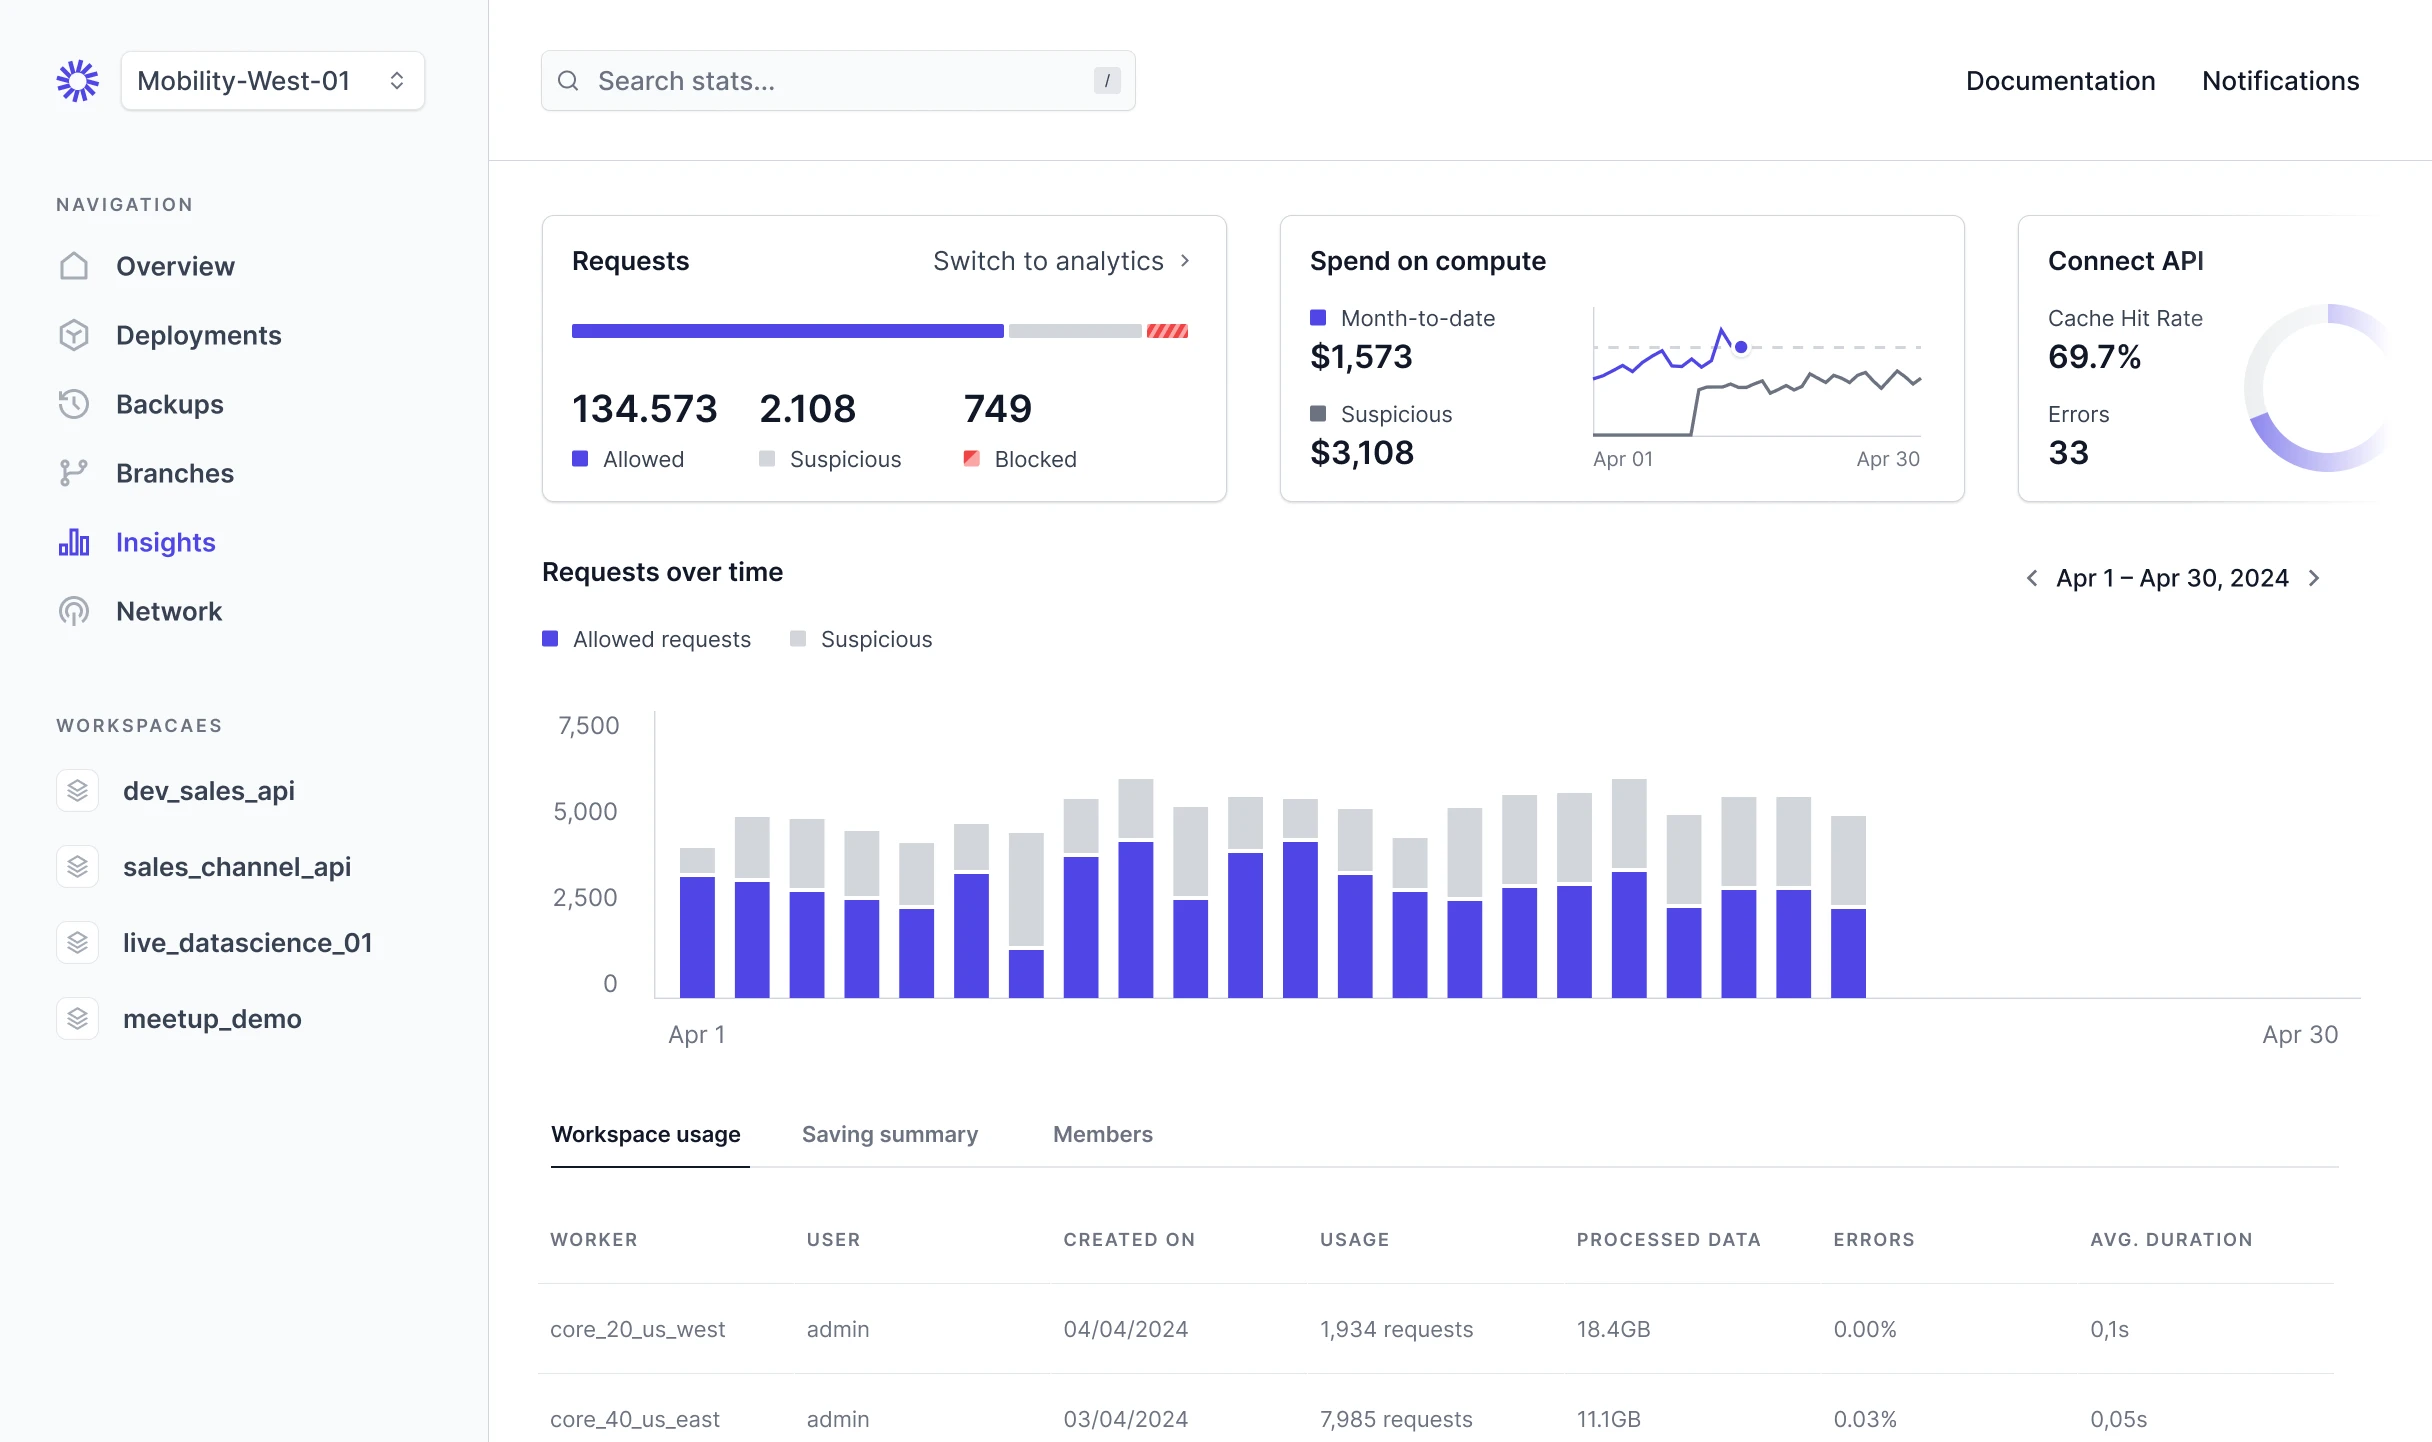 Mobility-West-01
Search stats...
/
Documentation
Notifications
NAVIGATION
Overview
Deployments
Backups
Branches
Insights
Network
WORKSPACAES
dev_sales_api
sales_channel_api
live_datascience_01
meetup_demo
Requests
Switch to analytics
134.573
2.108
749
Allowed
Suspicious
Blocked
Spend on compute
Month-to-date
$1,573
Suspicious
$3,108
Apr 01
Apr 30
Connect API
Cache Hit Rate
69.7%
Errors
33
Requests over time
Apr 1 – Apr 30, 2024
Allowed requests
Suspicious
7,500
5,000
2,500
0
Apr 1
Apr 30
Workspace usage
Saving summary
Members
WORKER USER CREATED ON USAGE PROCESSED DATA ERRORS AVG. DURATION
core_20_us_west admin 04/04/2024 1,934 requests 18.4GB 0.00% 0,1s
core_40_us_east admin 03/04/2024 7,985 requests 11.1GB 0.03% 0,05s